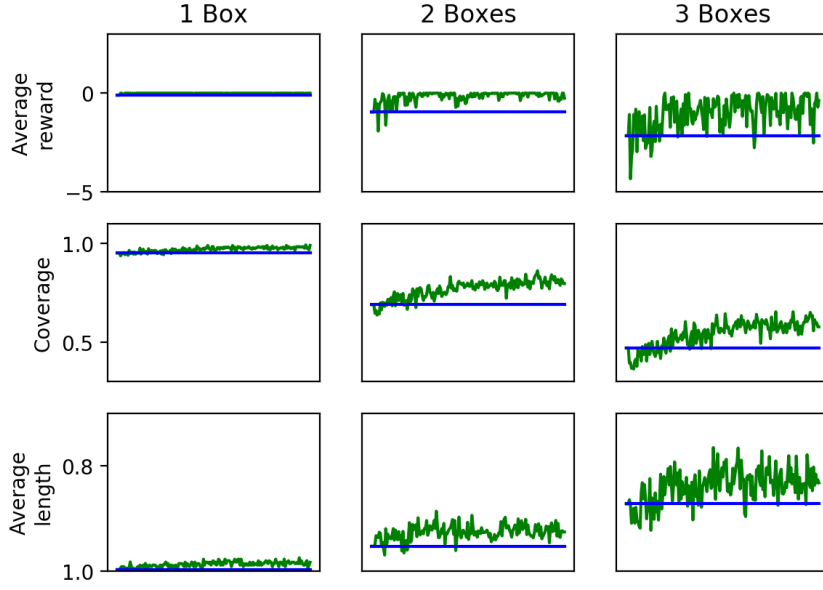 1 Box
2 Boxes
3 Boxes
Average
reward
0
−5
Coverage
1.0
0.5
Average
length
0.8
1.0